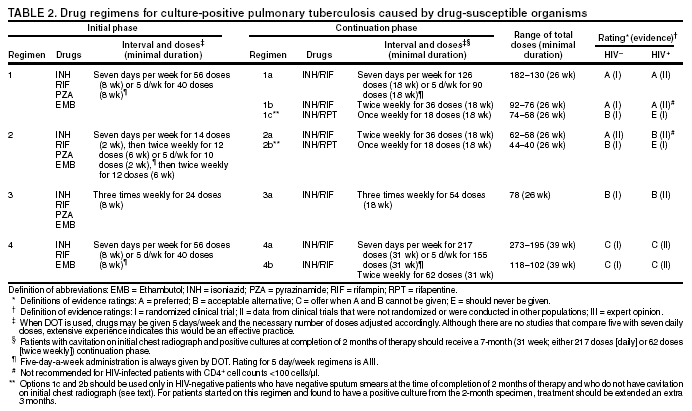 TABLE 2. Drug regimens for culture-positive pulmonary tuberculosis caused by drug-susceptible organisms
Initial phase Continuation phase
Range of total doses (minimal duration) Rating* (evidence)†
Regimen Drugs Interval and doses‡ (minimal duration) Regimen Drugs Interval and doses‡§ (minimal duration) HIV– HIV+
1 INH Seven days per week for 56 doses 1a INH/RIF Seven days per week for 126 182–130 (26 wk) A (I) A (II)
RIF (8 wk) or 5 d/wk for 40 doses doses (18 wk) or 5 d/wk for 90
PZA (8 wk)¶ doses (18 wk)¶
EMB 1b INH/RIF Twice weekly for 36 doses (18 wk) 92–76 (26 wk) A (I) A (II)#
1c** INH/RPT Once weekly for 18 doses (18 wk) 74–58 (26 wk) B (I) E (I)
2 INH Seven days per week for 14 doses 2a INH/RIF Twice weekly for 36 doses (18 wk) 62–58 (26 wk) A (II) B (II)#
RIF (2 wk), then twice weekly for 12 2b** INH/RPT Once weekly for 18 doses (18 wk) 44–40 (26 wk) B (I) E (I)
PZA doses (6 wk) or 5 d/wk for 10
EMB doses (2 wk),¶ then twice weekly
for 12 doses (6 wk)
3 INH Three times weekly for 24 doses 3a INH/RIF Three times weekly for 54 doses 78 (26 wk) B (I) B (II)
RIF (8 wk) (18 wk)
PZA
EMB
4 INH Seven days per week for 56 doses 4a INH/RIF Seven days per week for 217 273–195 (39 wk) C (I) C (II)
RIF (8 wk) or 5 d/wk for 40 doses doses (31 wk) or 5 d/wk for 155
EMB (8 wk)¶ doses (31 wk)¶
4b INH/RIF Twice weekly for 62 doses (31 wk) 118–102 (39 wk) C (I) C (II)
Definition of abbreviations: EMB = Ethambutol; INH = isoniazid; PZA = pyrazinamide; RIF = rifampin; RPT = rifapentine.
* Definitions of evidence ratings: A = preferred; B = acceptable alternative; C = offer when A and B cannot be given; E = should never be given.
† Definition of evidence ratings: I = randomized clinical trial; II = data from clinical trials that were not randomized or were conducted in other populations; III = expert opinion.
‡ When DOT is used, drugs may be given 5 days/week and the necessary number of doses adjusted accordingly. Although there are no studies that compare five with seven daily
doses, extensive experience indicates this would be an effective practice.
§ Patients with cavitation on initial chest radiograph and positive cultures at completion of 2 months of therapy should receive a 7-month (31 week; either 217 doses [daily] or 62 doses
[twice weekly]) continuation phase.
¶ Five-day-a-week administration is always given by DOT. Rating for 5 day/week regimens is AIII.
# Not recommended for HIV-infected patients with CD4+ cell counts <100 cells/µl.
** Options 1c and 2b should be used only in HIV-negative patients who have negative sputum smears at the time of completion of 2 months of therapy and who do not have cavitation
on initial chest radiograph (see text). For patients started on this regimen and found to have a positive culture from the 2-month specimen, treatment should be extended an extra
3 months.